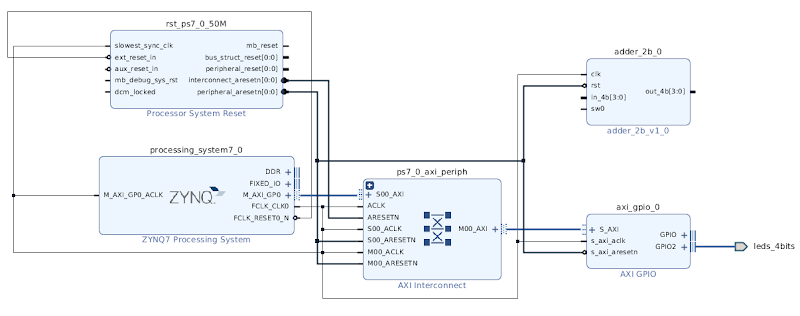 rst_ps7_0_50M
slowest_sync_clk
ext_reset_in
aux_reset_in
mb_debug_sys_rst
dcm_locked
mb_reset
bus_struct_reset[0:0]
peripheral_reset[0:0]
interconnect_aresetn[0:0]
peripheral_aresetn[0:0]
Processor System Reset
adder_2b_0
clk
rst
in_4b[3:0]
sw0
out_4b[3:0]
adder_2b_v1_0
processing_system7_0
M_AXI_GP0_ACLK
ZYNQ
DDR
FIXED_IO
M_AXI_GP0
FCLK_CLK0
FCLK_RESET0_N
ZYNQ7 Processing System
ps7_0_axi_periph
S00_AXI
ACLK
ARESETN
S00_ACLK
S00_ARESETN
M00_ACLK
M00_ARESETN
M00_AXI
AXI Interconnect
axi_gpio_0
S_AXI
s_axi_aclk
s_axi_aresetn
GPIO
GPIO2
AXI GPIO
leds_4bits